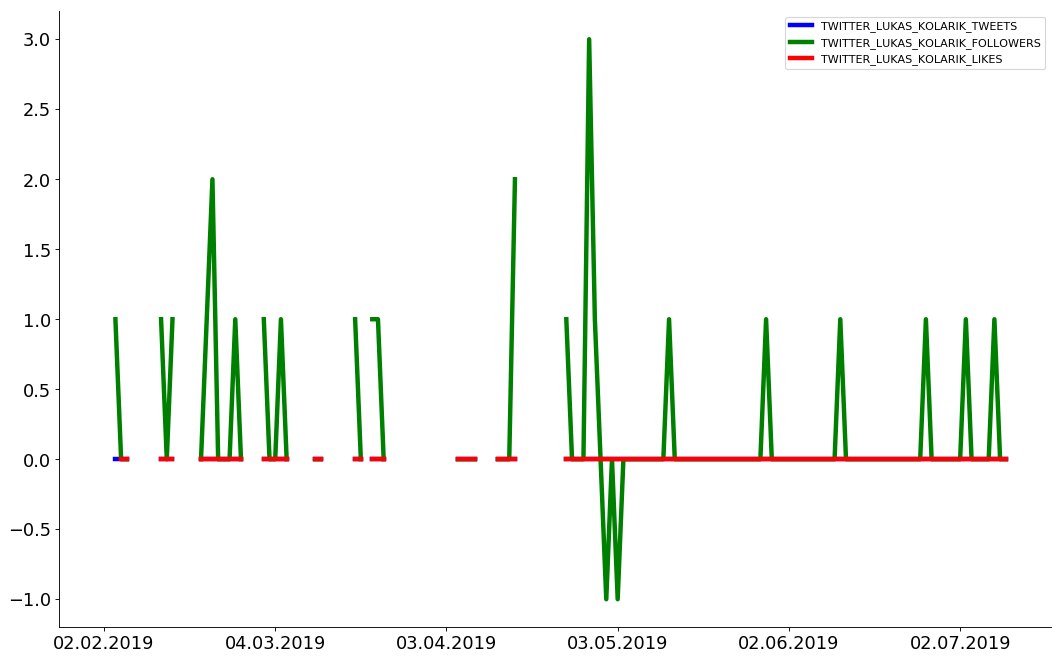 TWITTER_LUKAS_KOLARIK_TWEETS
TWITTER_LUKAS_KOLARIK_FOLLOWERS
TWITTER_LUKAS_KOLARIK_LIKES
3.0
2.5
2.0
1.5
1.0
0.5
0.0
−0.5
−1.0
02.02.2019 04.03.2019 03.04.2019 03.05.2019 02.06.2019 02.07.2019